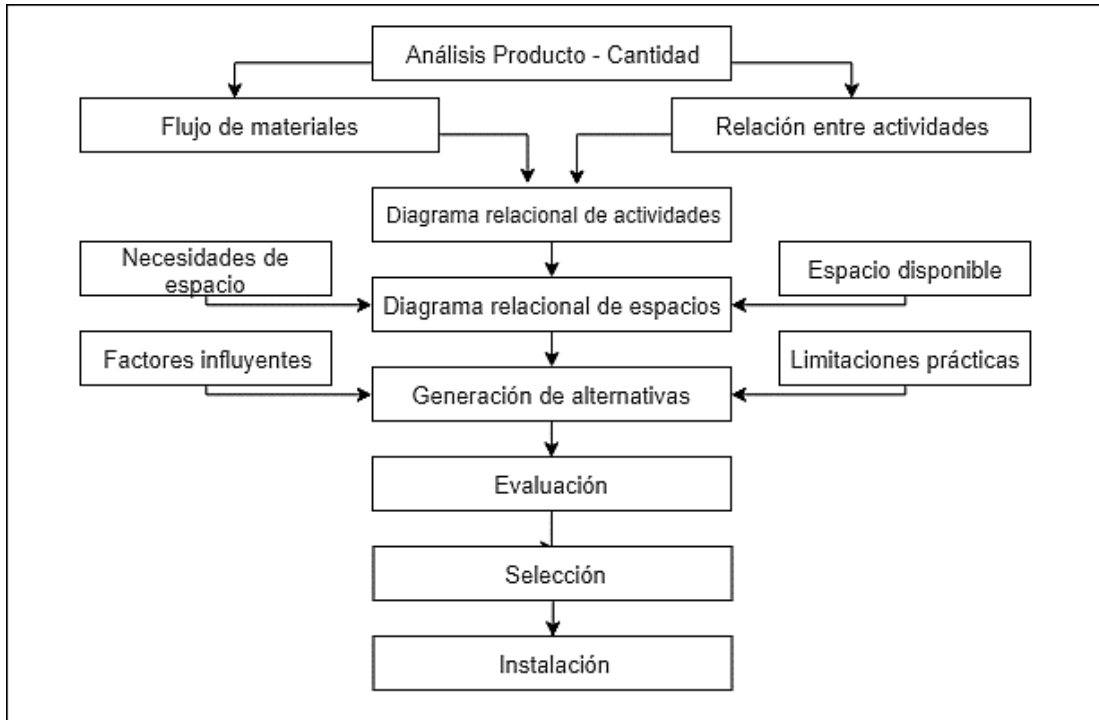 Análisis Producto - Cantidad
Flujo de materiales
Relación entre actividades
Diagrama relacional de actividades
Necesidades de
espacio
Espacio disponible
Diagrama relacional de espacios
Factores influyentes
Limitaciones prácticas
Generación de alternativas
Evaluación
Selección
Instalación